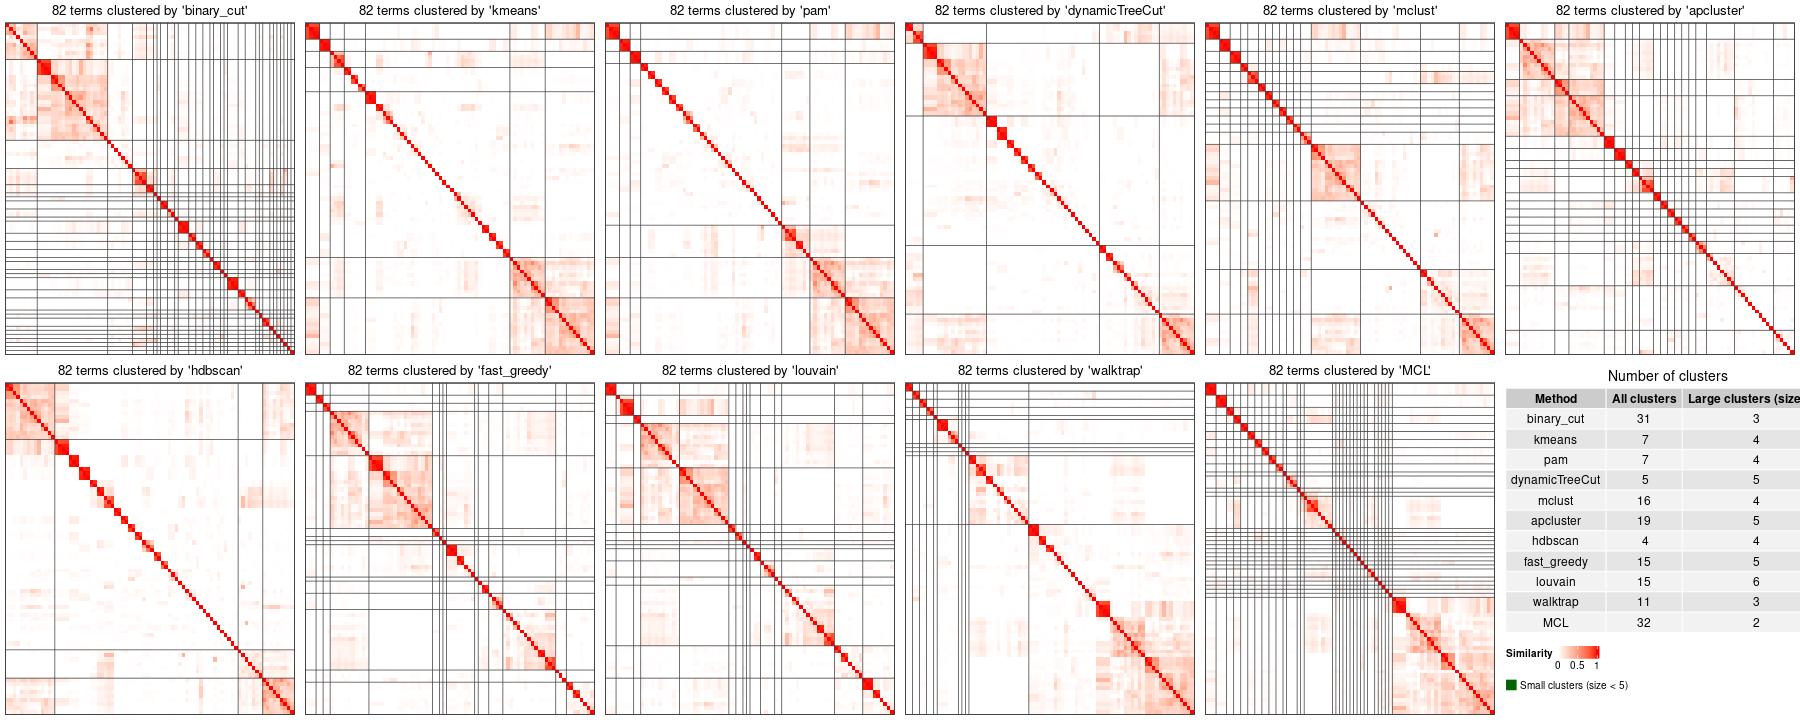 82 terms clustered by 'binary_cut'
82 terms clustered by 'kmeans'
82 terms clustered by 'pam'
82 terms clustered by 'dynamicTreeCut'
82 terms clustered by 'mclust'
82 terms clustered by 'apcluster'
82 terms clustered by 'hdbscan'
82 terms clustered by 'fast_greedy'
82 terms clustered by 'louvain'
82 terms clustered by 'walktrap'
82 terms clustered by 'MCL'
Number of clusters
Method All clusters Large clusters (size
binary_cut 31 3
kmeans 7 4
pam 7 4
dynamicTreeCut 5 5
mclust 16 4
apcluster 19 5
hdbscan 4 4
fast_greedy 15 5
louvain 15 6
walktrap 11 3
MCL 32 2
Similarity
0 0.5 1
Small clusters (size < 5)